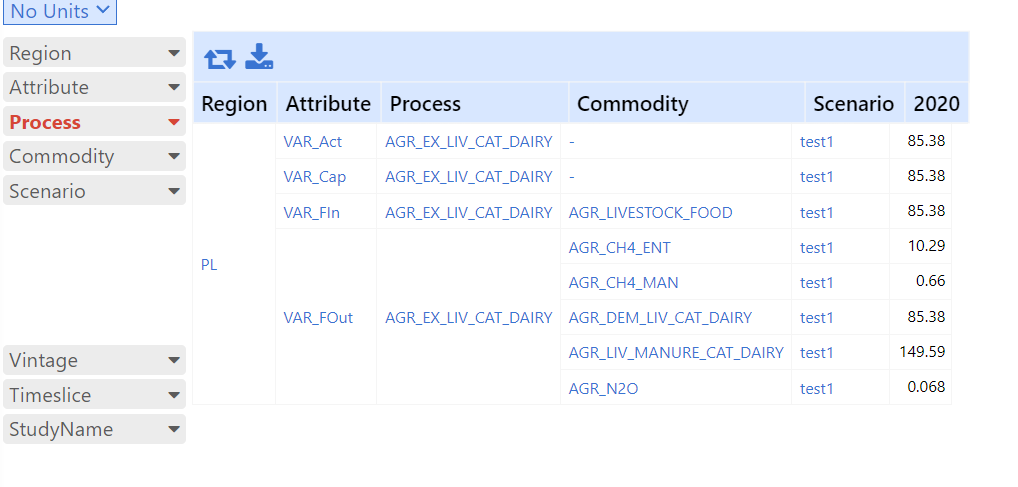 No Units
Region
Attribute
Process
Commodity
Scenario
Vintage
Timeslice
StudyName
Region Attribute Process Commodity Scenario 2020
VAR_Act AGR_EX_LIV_CAT_DAIRY - test1 85.38
VAR_Cap AGR_EX_LIV_CAT_DAIRY - test1 85.38
VAR_FIn AGR_EX_LIV_CAT_DAIRY AGR_LIVESTOCK_FOOD test1 85.38
AGR_CH4_ENT test1 10.29
PL
AGR_CH4_MAN test1 0.66
VAR_FOut AGR_EX_LIV_CAT_DAIRY AGR_DEM_LIV_CAT_DAIRY test1 85.38
AGR_LIV_MANURE_CAT_DAIRY test1 149.59
AGR_N2O test1 0.068